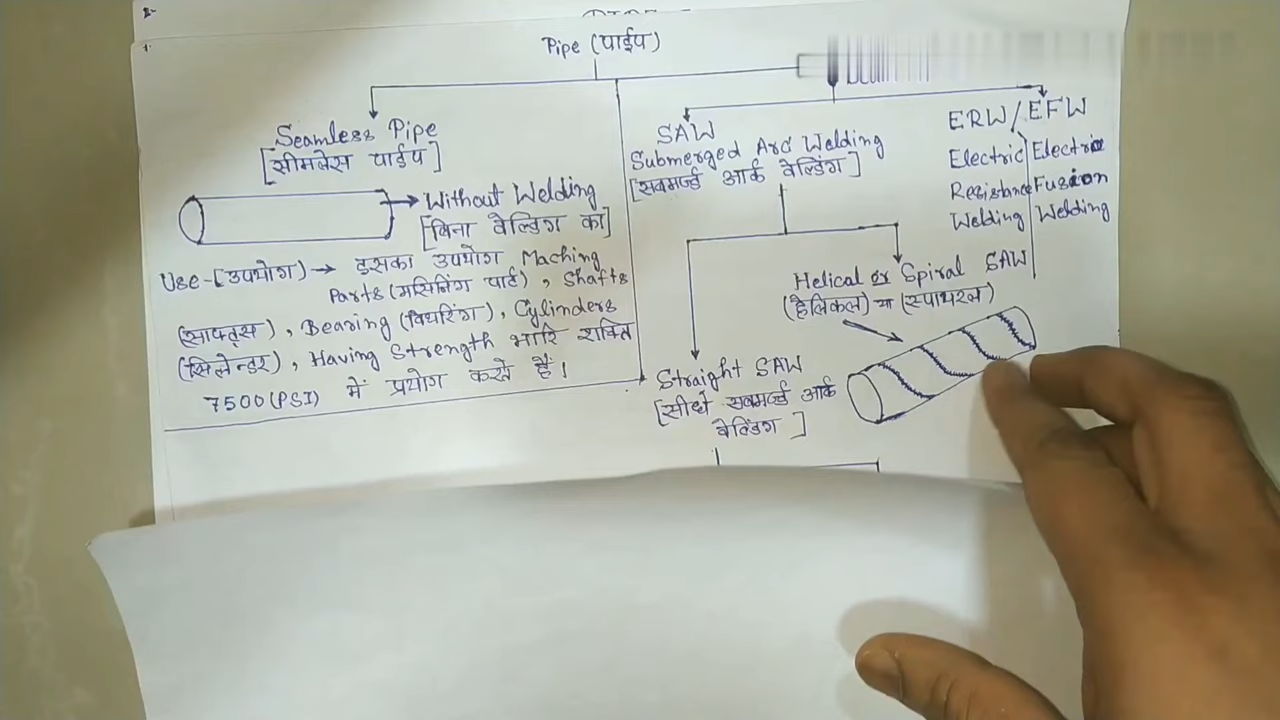 Pipe (पाईप)
Seamless Pipe
[सीमलेस पाईप]
Without Welding
[बिना वेल्डिंग का]
Use-[उपयोग) → इसका उपयोग Maching
Parts (मसिनिंग पार्ट), Shafts
(साफ्ट्स), Bearing (वियरिंग), Cylinders
(सिलेन्डर), Having Strength भारि शक्ति
7500(PSI) में प्रयोग करते हैं।
SAW
Submerged Arc Welding
[सबमर्ज्ड आर्क वेल्डिंग]
ERW/EFW
Electric
Resistance
Welding
Electric
Fusion
Welding
Helical or Spiral SAW
(हैलिकल) या (स्पायरल)
Straight SAW
[सीधे सबमर्ज्ड आर्क
वेल्डिंग]